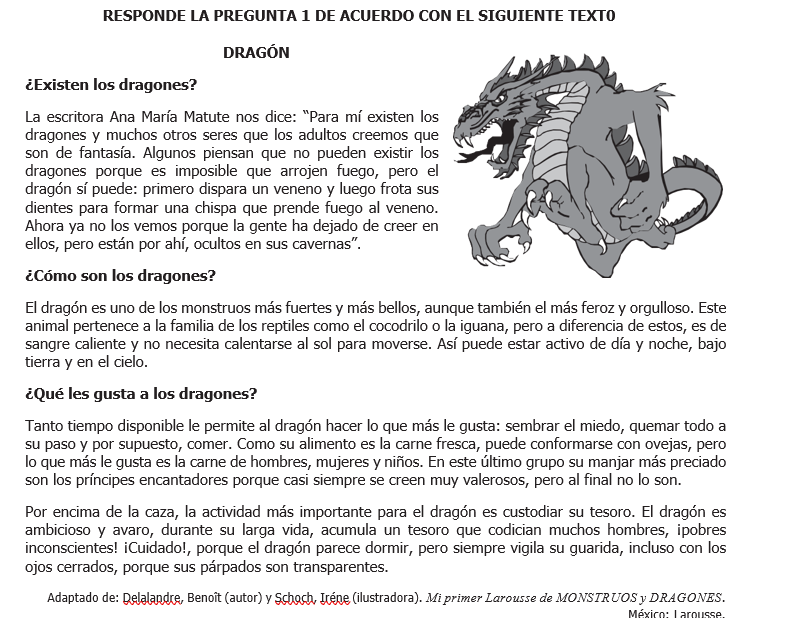 RESPONDE LA PREGUNTA 1 DE ACUERDO CON EL SIGUIENTE TEXT0
DRAGÓN
¿Existen los dragones?
La escritora Ana María Matute nos dice: “Para mí existen los
dragones y muchos otros seres que los adultos creemos que
son de fantasía. Algunos piensan que no pueden existir los
dragones porque es imposible que arrojen fuego, pero el
dragón sí puede: primero dispara un veneno y luego frota sus
dientes para formar una chispa que prende fuego al veneno.
Ahora ya no los vemos porque la gente ha dejado de creer en
ellos, pero están por ahí, ocultos en sus cavernas”.
¿Cómo son los dragones?
El dragón es uno de los monstruos más fuertes y más bellos, aunque también el más feroz y orgulloso. Este
animal pertenece a la familia de los reptiles como el cocodrilo o la iguana, pero a diferencia de estos, es de
sangre caliente y no necesita calentarse al sol para moverse. Así puede estar activo de día y noche, bajo
tierra y en el cielo.
¿Qué les gusta a los dragones?
Tanto tiempo disponible le permite al dragón hacer lo que más le gusta: sembrar el miedo, quemar todo a
su paso y por supuesto, comer. Como su alimento es la carne fresca, puede conformarse con ovejas, pero
lo que más le gusta es la carne de hombres, mujeres y niños. En este último grupo su manjar más preciado
son los príncipes encantadores porque casi siempre se creen muy valerosos, pero al final no lo son.
Por encima de la caza, la actividad más importante para el dragón es custodiar su tesoro. El dragón es
ambicioso y avaro, durante su larga vida, acumula un tesoro que codician muchos hombres, ¡pobres
inconscientes! ¡Cuidado!, porque el dragón parece dormir, pero siempre vigila su guarida, incluso con los
ojos cerrados, porque sus párpados son transparentes.
Adaptado de: Delalandre, Benoît (autor) y Schoch, Iréne (ilustradora). Mi primer Larousse de MONSTRUOS y DRAGONES.
México: Larousse.